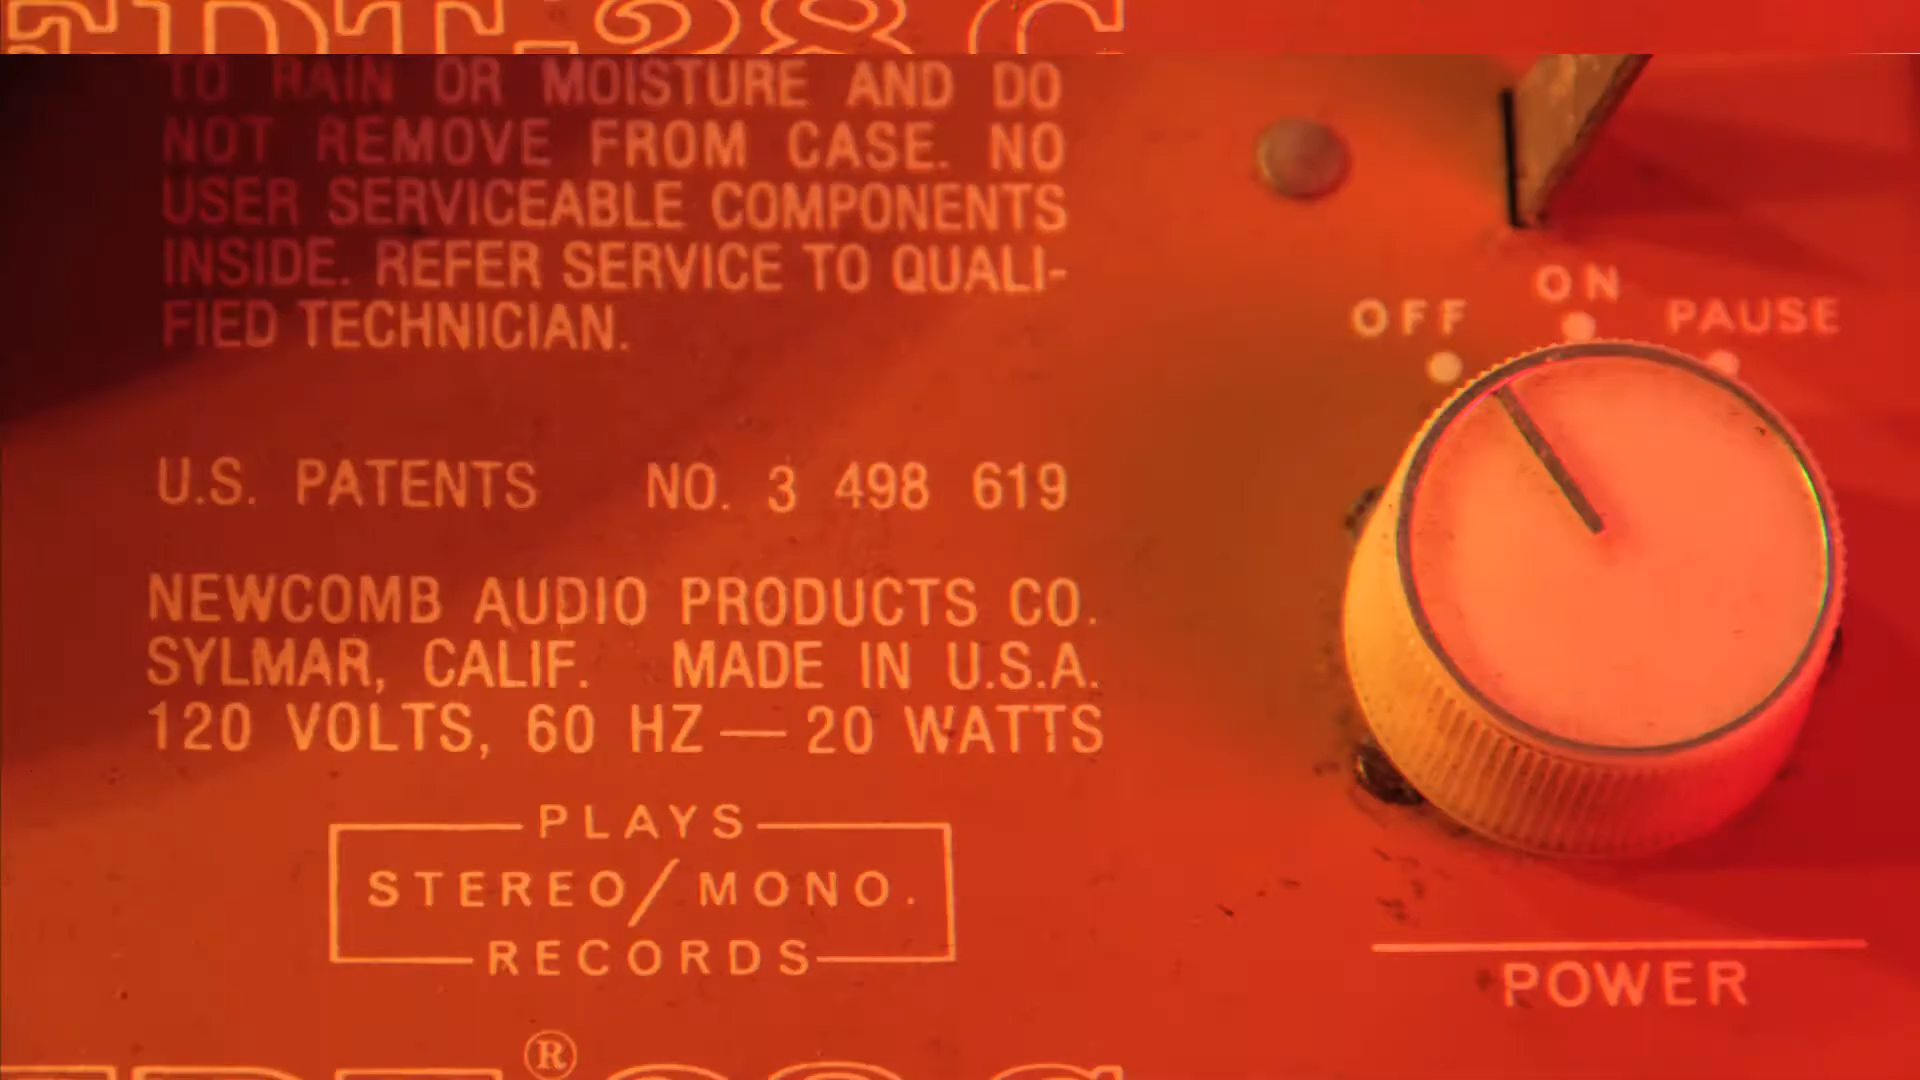 EDT-28C
TO RAIN OR MOISTURE AND DO
NOT REMOVE FROM CASE. NO
USER SERVICEABLE COMPONENTS
INSIDE. REFER SERVICE TO QUALI-
FIED TECHNICIAN.
U.S. PATENTS NO. 3 498 619
NEWCOMB AUDIO PRODUCTS CO.
SYLMAR, CALIF. MADE IN U.S.A.
120 VOLTS, 60 HZ — 20 WATTS
PLAYS
STEREO/MONO.
RECORDS
®
OFF ON PAUSE
POWER